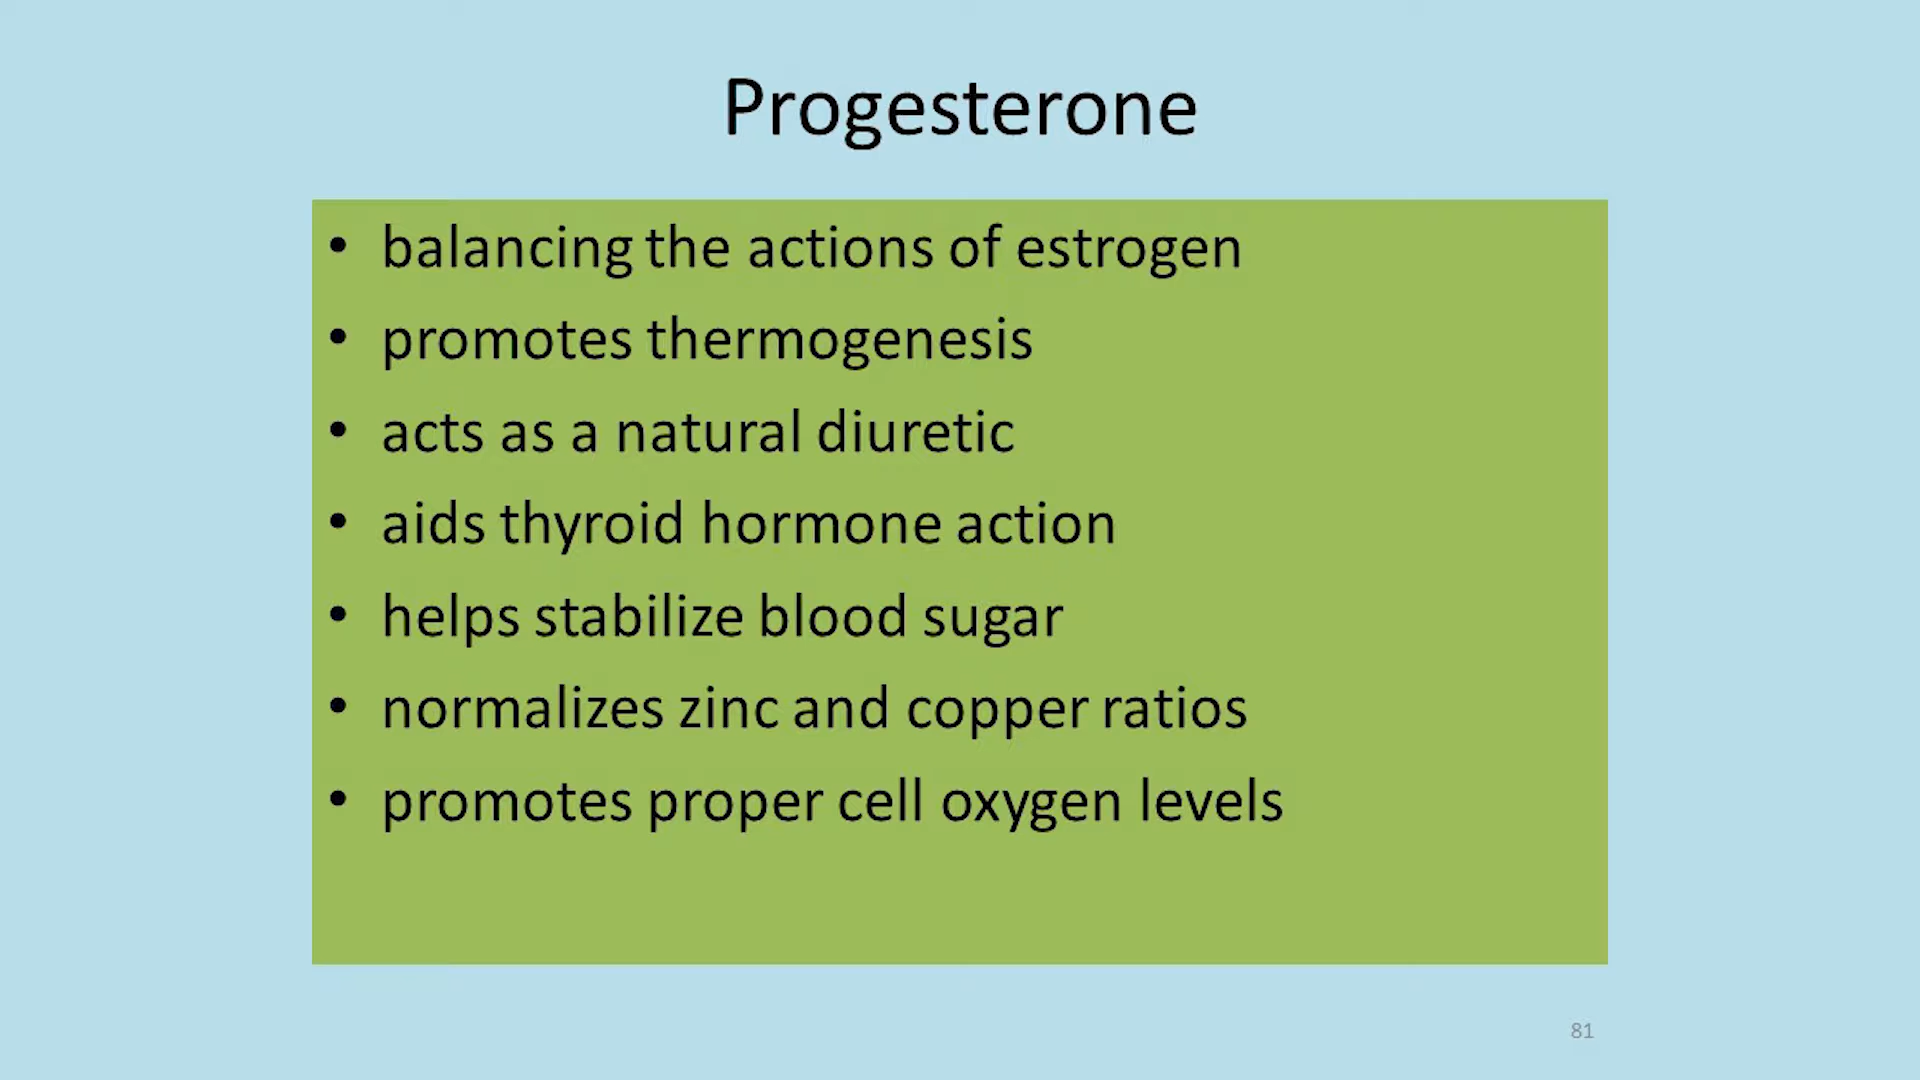 Progesterone
• balancing the actions of estrogen
• promotes thermogenesis
• acts as a natural diuretic
• aids thyroid hormone action
• helps stabilize blood sugar
• normalizes zinc and copper ratios
• promotes proper cell oxygen levels
81